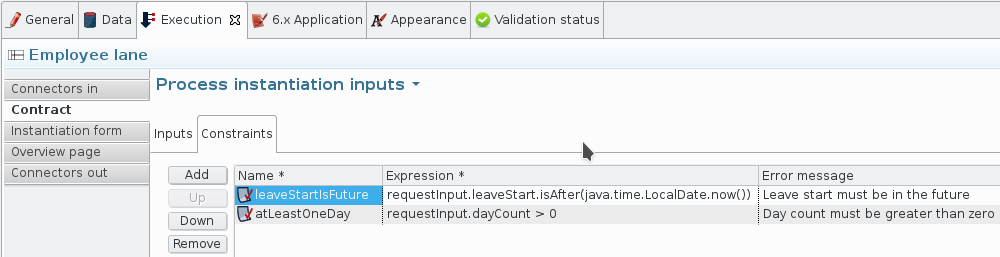 General Data Execution 6.x Application Appearance Validation status
Employee lane
Connectors in
Contract
Instantiation form
Overview page
Connectors out
Process instantiation inputs
Inputs Constraints
Add
Up
Down
Remove
Name * Expression * Error message
leaveStartIsFuture requestInput.leaveStart.isAfter(java.time.LocalDate.now()) Leave start must be in the future
atLeastOneDay requestInput.dayCount > 0 Day count must be greater than zero